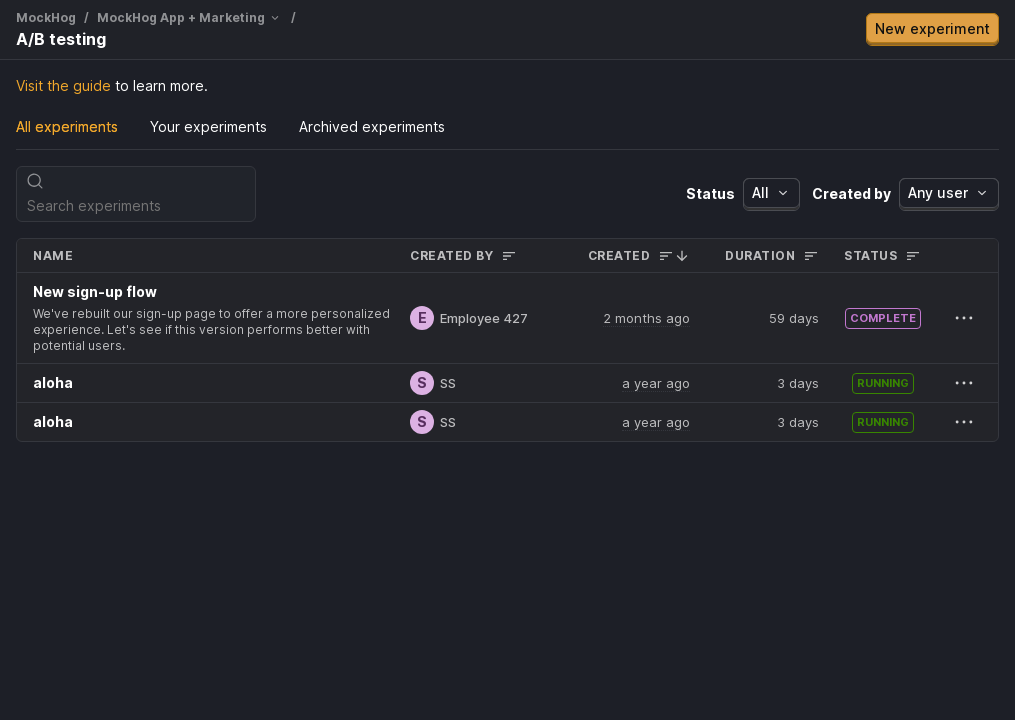 MockHog / MockHog App + Marketing /
A/B testing
New experiment
Visit the guide to learn more.
All experiments Your experiments Archived experiments
Search experiments
Status All Created by Any user
NAME CREATED BY CREATED DURATION STATUS
New sign-up flow
We've rebuilt our sign-up page to offer a more personalized
experience. Let's see if this version performs better with
potential users.
E Employee 427 2 months ago 59 days COMPLETE
aloha S SS a year ago 3 days RUNNING
aloha S SS a year ago 3 days RUNNING